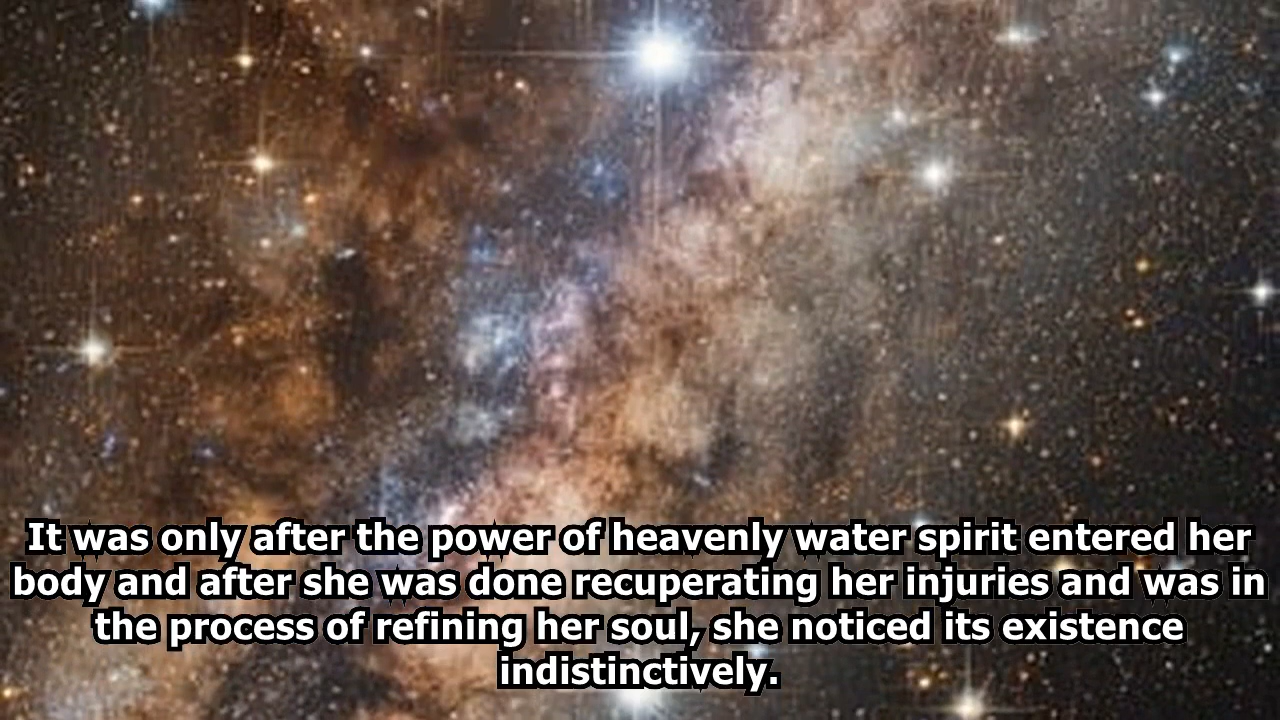 It was only after the power of heavenly water spirit entered her
body and after she was done recuperating her injuries and was in
the process of refining her soul, she noticed its existence
indistinctively.